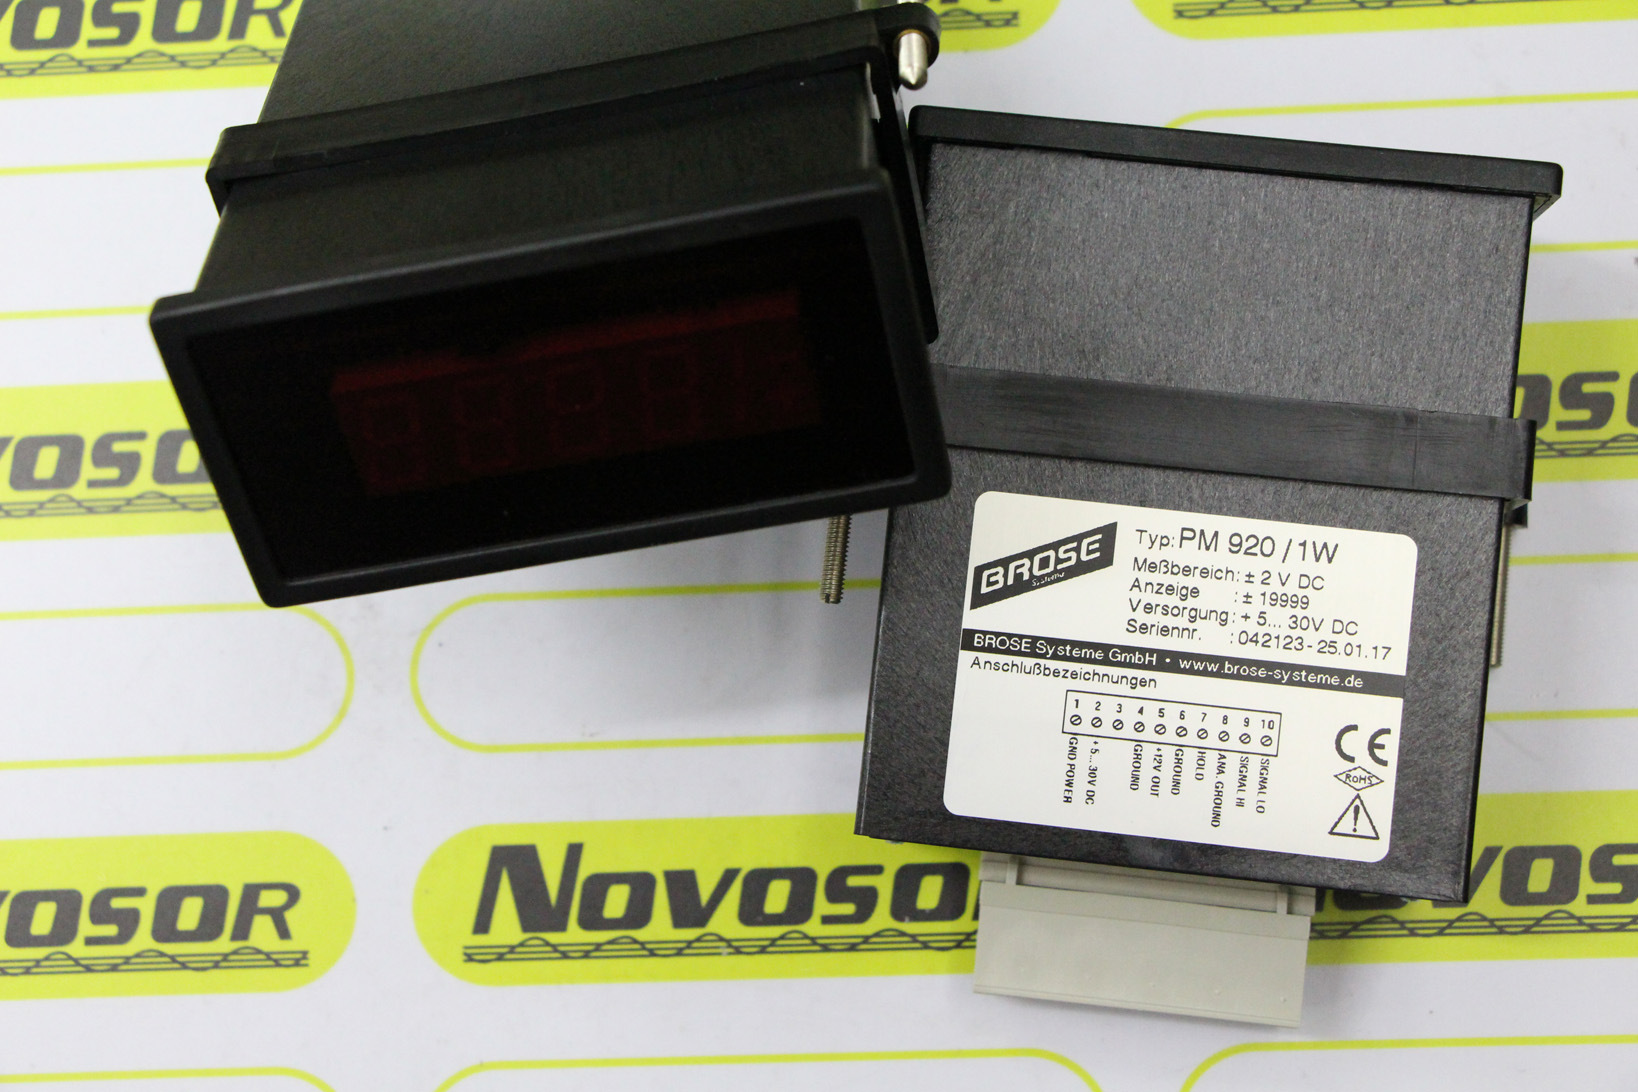 NOVOSOR
BROSE
Systeme
Typ: PM 920 / 1W
Meßbereich: ± 2 V DC
Anzeige : ± 19999
Versorgung: + 5... 30V DC
Seriennr. : 042123 - 25.01.17
BROSE Systeme GmbH • www.brose-systeme.de
Anschlußbezeichnungen
1 2 3 4 5 6 7 8 9 10
GND POWER
+ 5 ... 30V DC
GROUND
+12V OUT
GROUND
HOLD
ANA. GROUND
SIGNAL HI
SIGNAL LO
CE
ROHS